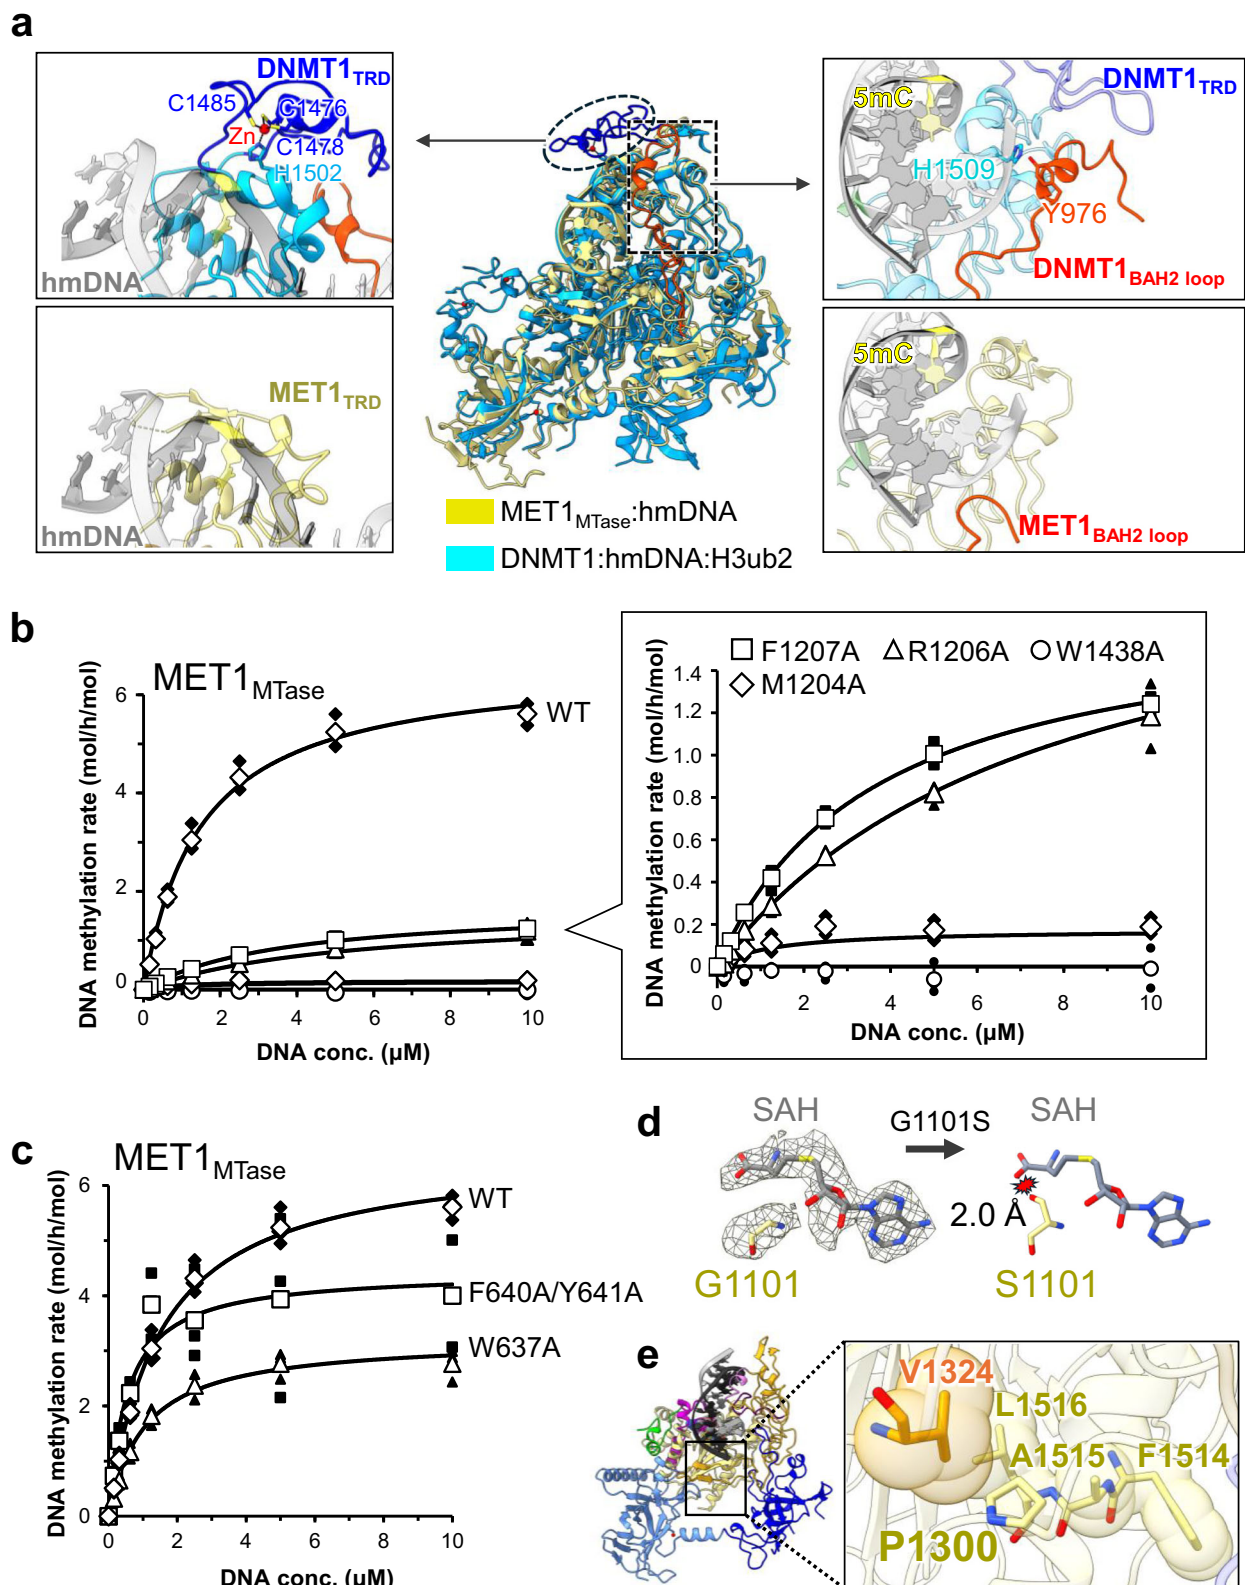 a
DNMT1TRD
C1485
C1476
Zn
C1478
H1502
hmDNA
MET1TRD
hmDNA
DNMT1TRD
5mC
H1509
Y976
DNMT1BAH2 loop
5mC
MET1BAH2 loop
MET1MTase:hmDNA
DNMT1:hmDNA:H3ub2
b
MET1MTase
DNA methylation rate (mol/h/mol)
6
4
2
0
0 2 4 6 8 10
DNA conc. (µM)
WT
F1207A R1206A W1438A
M1204A
DNA methylation rate (mol/h/mol)
1.4
1.2
1.0
0.8
0.6
0.4
0.2
0
0 2 4 6 8 10
DNA conc. (µM)
c
MET1MTase
DNA methylation rate (mol/h/mol)
6
4
2
0
0 2 4 6 8 10
DNA conc. (µM)
WT
F640A/Y641A
W637A
d
SAH
G1101S
SAH
2.0 Å
G1101
S1101
e
V1324
L1516
A1515
F1514
P1300